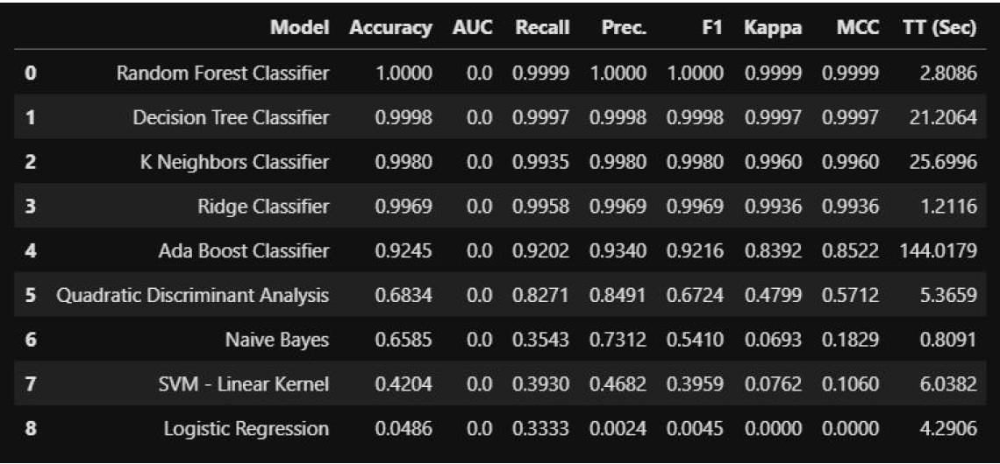 Model Accuracy AUC Recall Prec. F1 Kappa MCC TT (Sec)
0 Random Forest Classifier 1.0000 0.0 0.9999 1.0000 1.0000 0.9999 0.9999 2.8086
1 Decision Tree Classifier 0.9998 0.0 0.9997 0.9998 0.9998 0.9997 0.9997 21.2064
2 K Neighbors Classifier 0.9980 0.0 0.9935 0.9980 0.9980 0.9960 0.9960 25.6996
3 Ridge Classifier 0.9969 0.0 0.9958 0.9969 0.9969 0.9936 0.9936 1.2116
4 Ada Boost Classifier 0.9245 0.0 0.9202 0.9340 0.9216 0.8392 0.8522 144.0179
5 Quadratic Discriminant Analysis 0.6834 0.0 0.8271 0.8491 0.6724 0.4799 0.5712 5.3659
6 Naive Bayes 0.6585 0.0 0.3543 0.7312 0.5410 0.0693 0.1829 0.8091
7 SVM - Linear Kernel 0.4204 0.0 0.3930 0.4682 0.3959 0.0762 0.1060 6.0382
8 Logistic Regression 0.0486 0.0 0.3333 0.0024 0.0045 0.0000 0.0000 4.2906